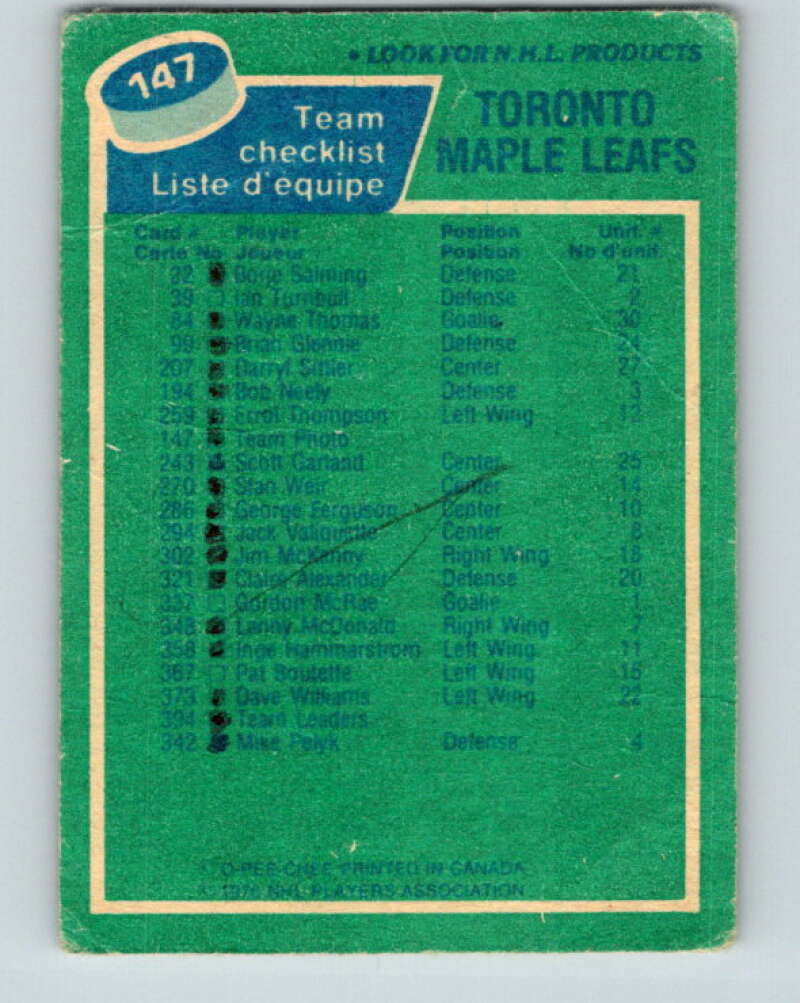 147
• LOOK FOR N.H.L. PRODUCTS
Team
checklist
Liste d'équipe
TORONTO
MAPLE LEAFS
Card # Player Position Unif. #
Carte No Joueur Position No d'unif.
22 Borje Salming Defense 21
39 Ian Turnbull Defense 2
84 Wayne Thomas Goalie 30
99 Brian Glennie Defense 24
207 Darryl Sittler Center 27
194 Bob Neely Defense 3
259 Errol Thompson Left Wing 12
147 Team Photo
243 Scott Garland Center 25
270 Stan Weir Center 14
286 George Ferguson Center 10
294 Jack Valiquette Center 8
302 Jim McKenny Right Wing 18
321 Claire Alexander Defense 20
337 Gordon McRae Goalie 1
348 Lanny McDonald Right Wing 7
358 Inge Hammarstrom Left Wing 11
367 Pat Boutette Left Wing 15
373 Dave Williams Left Wing 22
394 Team Leaders
342 Mike Pelyk Defense 4
O-PEE-CHEE PRINTED IN CANADA
© 1976 NHL PLAYERS ASSOCIATION